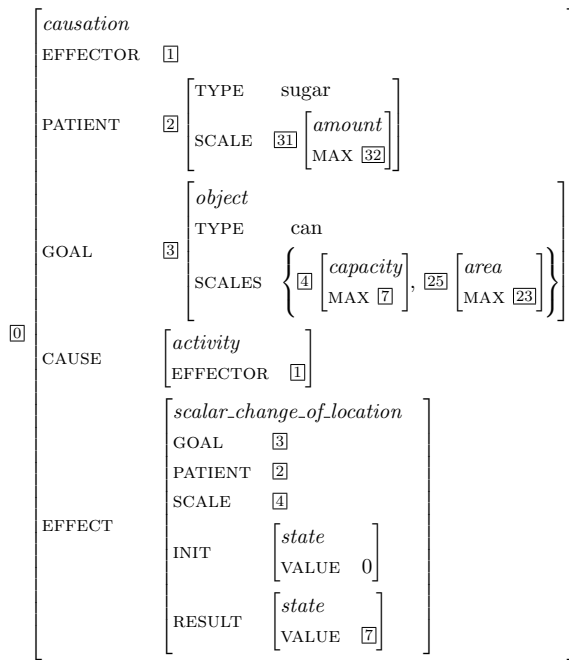 causation
EFFECTOR 1
TYPE sugar
PATIENT 2 SCALE 31 amount
MAX 32
object
TYPE can
GOAL 3 SCALES { 4 capacity , 25 area }
MAX 7 MAX 23
0
CAUSE activity
EFFECTOR 1
scalar_change_of_location
GOAL 3
PATIENT 2
SCALE 4
EFFECT
INIT state
VALUE 0
RESULT state
VALUE 7